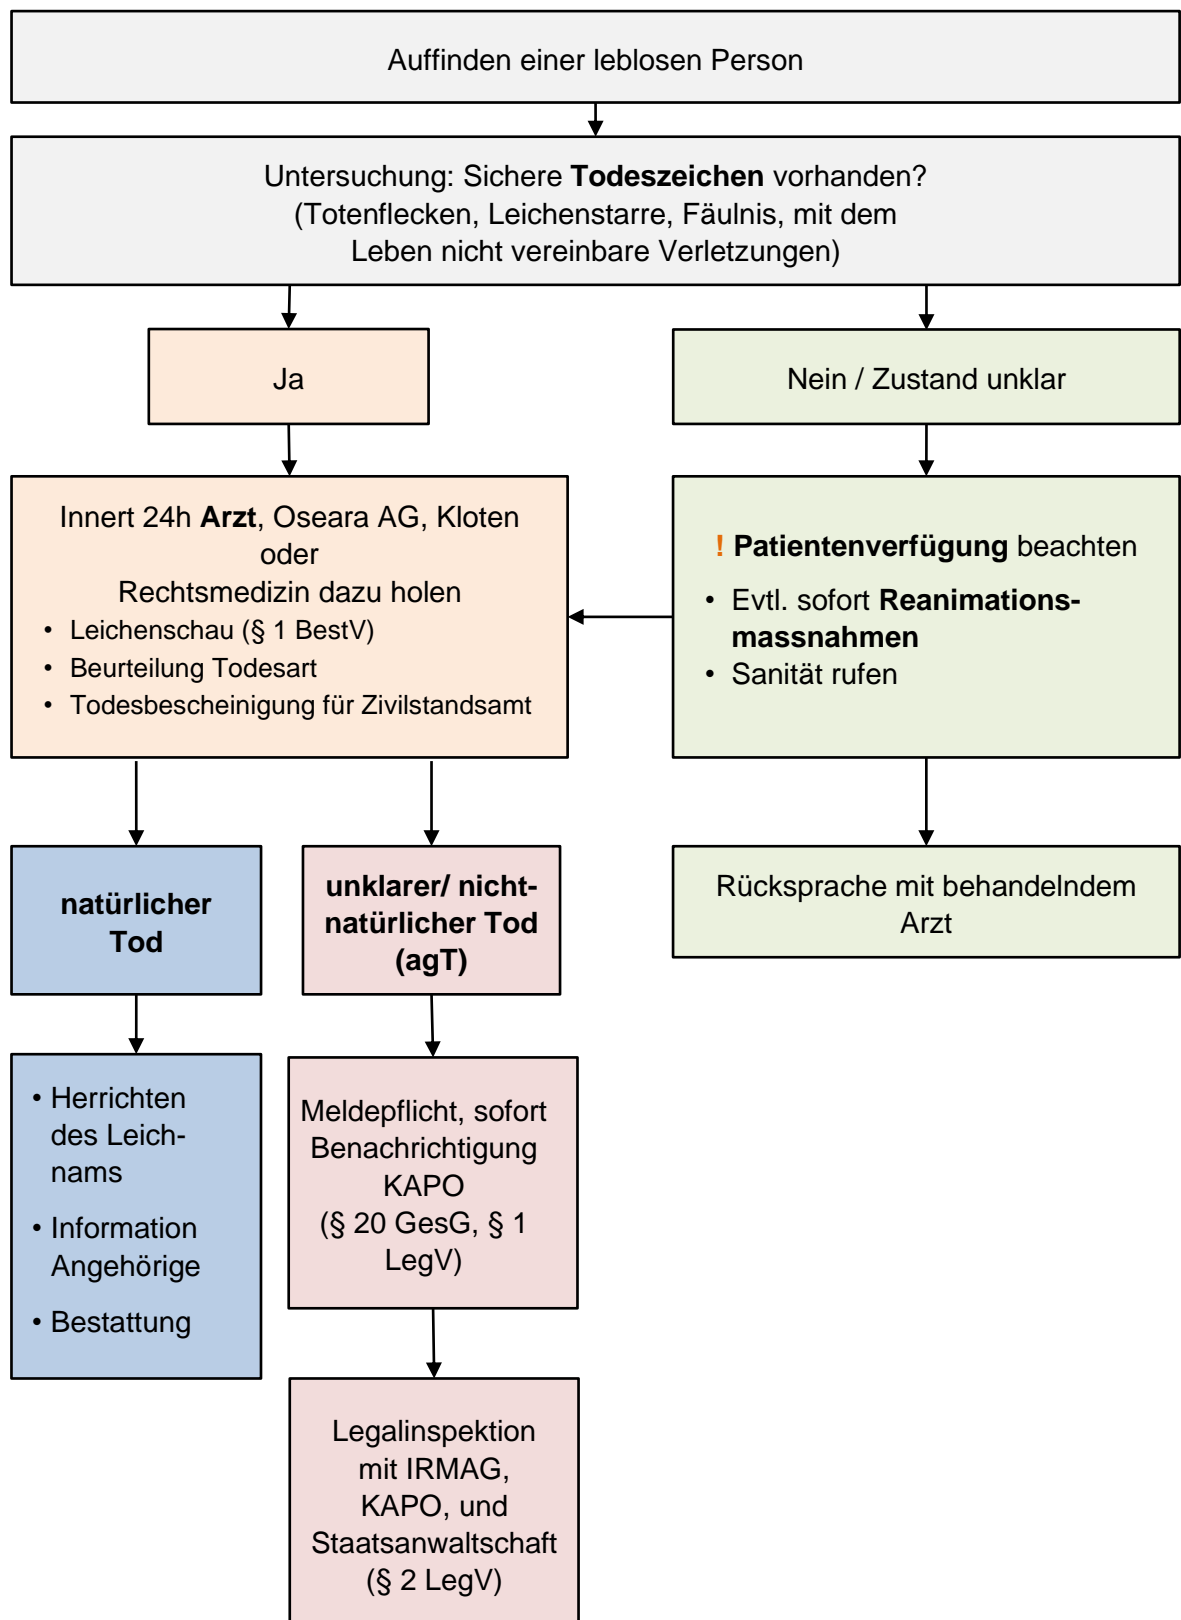 Auffinden einer leblosen Person
Untersuchung: Sichere Todeszeichen vorhanden?
(Totenflecken, Leichenstarre, Fäulnis, mit dem
Leben nicht vereinbare Verletzungen)
Ja
Nein / Zustand unklar
Innert 24h Arzt, Oseara AG, Kloten
oder
Rechtsmedizin dazu holen
• Leichenschau (§ 1 BestV)
• Beurteilung Todesart
• Todesbescheinigung für Zivilstandsamt
! Patientenverfügung beachten
• Evtl. sofort Reanimations-
massnahmen
• Sanität rufen
natürlicher
Tod
unklarer/ nicht-
natürlicher Tod
(agT)
Rücksprache mit behandelndem
Arzt
• Herrichten
des Leich-
nams
• Information
Angehörige
• Bestattung
Meldepflicht, sofort
Benachrichtigung
KAPO
(§ 20 GesG, § 1
LegV)
Legalinspektion
mit IRMAG,
KAPO, und
Staatsanwaltschaft
(§ 2 LegV)